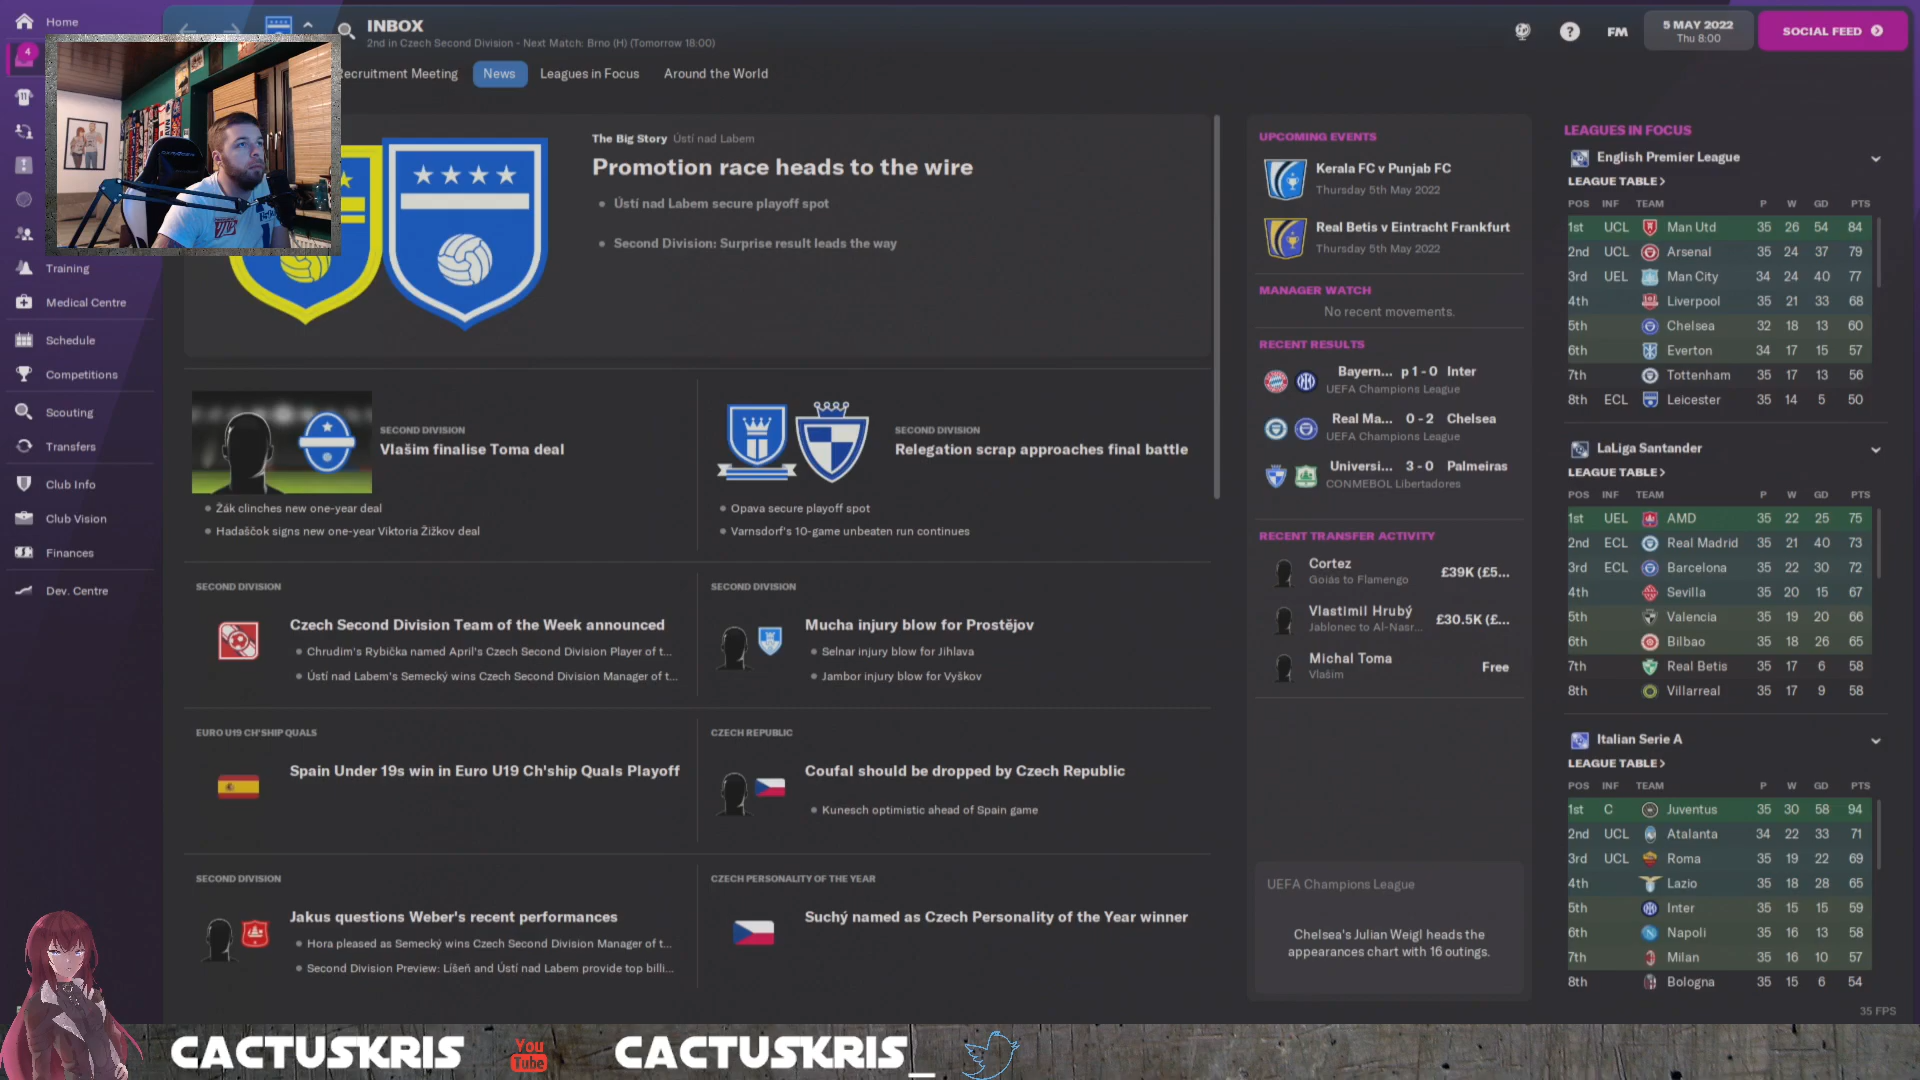 Home
INBOX
2nd in Czech Second Division - Next Match: Brno (H) (Tomorrow 18:00)
FM
5 MAY 2022
Thu 8:00
SOCIAL FEED
4
Recruitment Meeting
News
Leagues in Focus
Around the World
Training
Medical Centre
Schedule
Competitions
Scouting
Transfers
Club Info
Club Vision
Finances
Dev. Centre
The Big Story Ústí nad Labem
Promotion race heads to the wire
Ústí nad Labem secure playoff spot
Second Division: Surprise result leads the way
SECOND DIVISION
Vlašim finalise Toma deal
Žák clinches new one-year deal
Hadaščok signs new one-year Viktoria Žižkov deal
SECOND DIVISION
Relegation scrap approaches final battle
Opava secure playoff spot
Varnsdorf's 10-game unbeaten run continues
SECOND DIVISION
Czech Second Division Team of the Week announced
Chrudim's Rybička named April's Czech Second Division Player of t...
Ústí nad Labem's Semecký wins Czech Second Division Manager of t...
SECOND DIVISION
Mucha injury blow for Prostějov
Selnar injury blow for Jihlava
Jambor injury blow for Vyškov
EURO U19 CH'SHIP QUALS
Spain Under 19s win in Euro U19 Ch'ship Quals Playoff
CZECH REPUBLIC
Coufal should be dropped by Czech Republic
Kunesch optimistic ahead of Spain game
SECOND DIVISION
Jakus questions Weber's recent performances
Hora pleased as Semecký wins Czech Second Division Manager of t...
Second Division Preview: Líšeň and Ústí nad Labem provide top billi...
CZECH PERSONALITY OF THE YEAR
Suchý named as Czech Personality of the Year winner
UPCOMING EVENTS
Kerala FC v Punjab FC
Thursday 5th May 2022
Real Betis v Eintracht Frankfurt
Thursday 5th May 2022
MANAGER WATCH
No recent movements.
RECENT RESULTS
Bayern... p 1 - 0 Inter
UEFA Champions League
Real Ma... 0 - 2 Chelsea
UEFA Champions League
Universi... 3 - 0 Palmeiras
CONMEBOL Libertadores
RECENT TRANSFER ACTIVITY
Cortez
Goiás to Flamengo
£39K (£5...
Vlastimil Hrubý
Jablonec to Al-Nasr...
£30.5K (£...
Michal Toma
Vlašim
Free
UEFA Champions League
Chelsea's Julian Weigl heads the
appearances chart with 16 outings.
LEAGUES IN FOCUS
English Premier League
LEAGUE TABLE >
POS INF TEAM P W GD PTS
1st UCL Man Utd 35 26 54 84
2nd UCL Arsenal 35 24 37 79
3rd UEL Man City 34 24 40 77
4th Liverpool 35 21 33 68
5th Chelsea 32 18 13 60
6th Everton 34 17 15 57
7th Tottenham 35 17 13 56
8th ECL Leicester 35 14 5 50
LaLiga Santander
LEAGUE TABLE >
POS INF TEAM P W GD PTS
1st UEL AMD 35 22 25 75
2nd ECL Real Madrid 35 21 40 73
3rd ECL Barcelona 35 22 30 72
4th Sevilla 35 20 15 67
5th Valencia 35 19 20 66
6th Bilbao 35 18 26 65
7th Real Betis 35 17 6 58
8th Villarreal 35 17 9 58
Italian Serie A
LEAGUE TABLE >
POS INF TEAM P W GD PTS
1st C Juventus 35 30 58 94
2nd UCL Atalanta 34 22 33 71
3rd UCL Roma 35 19 22 69
4th Lazio 35 18 28 65
5th Inter 35 15 15 59
6th Napoli 35 16 13 58
7th Milan 35 16 10 57
8th Bologna 35 15 6 54
35 FPS
CACTUSKRIS
You Tube
CACTUSKRIS_